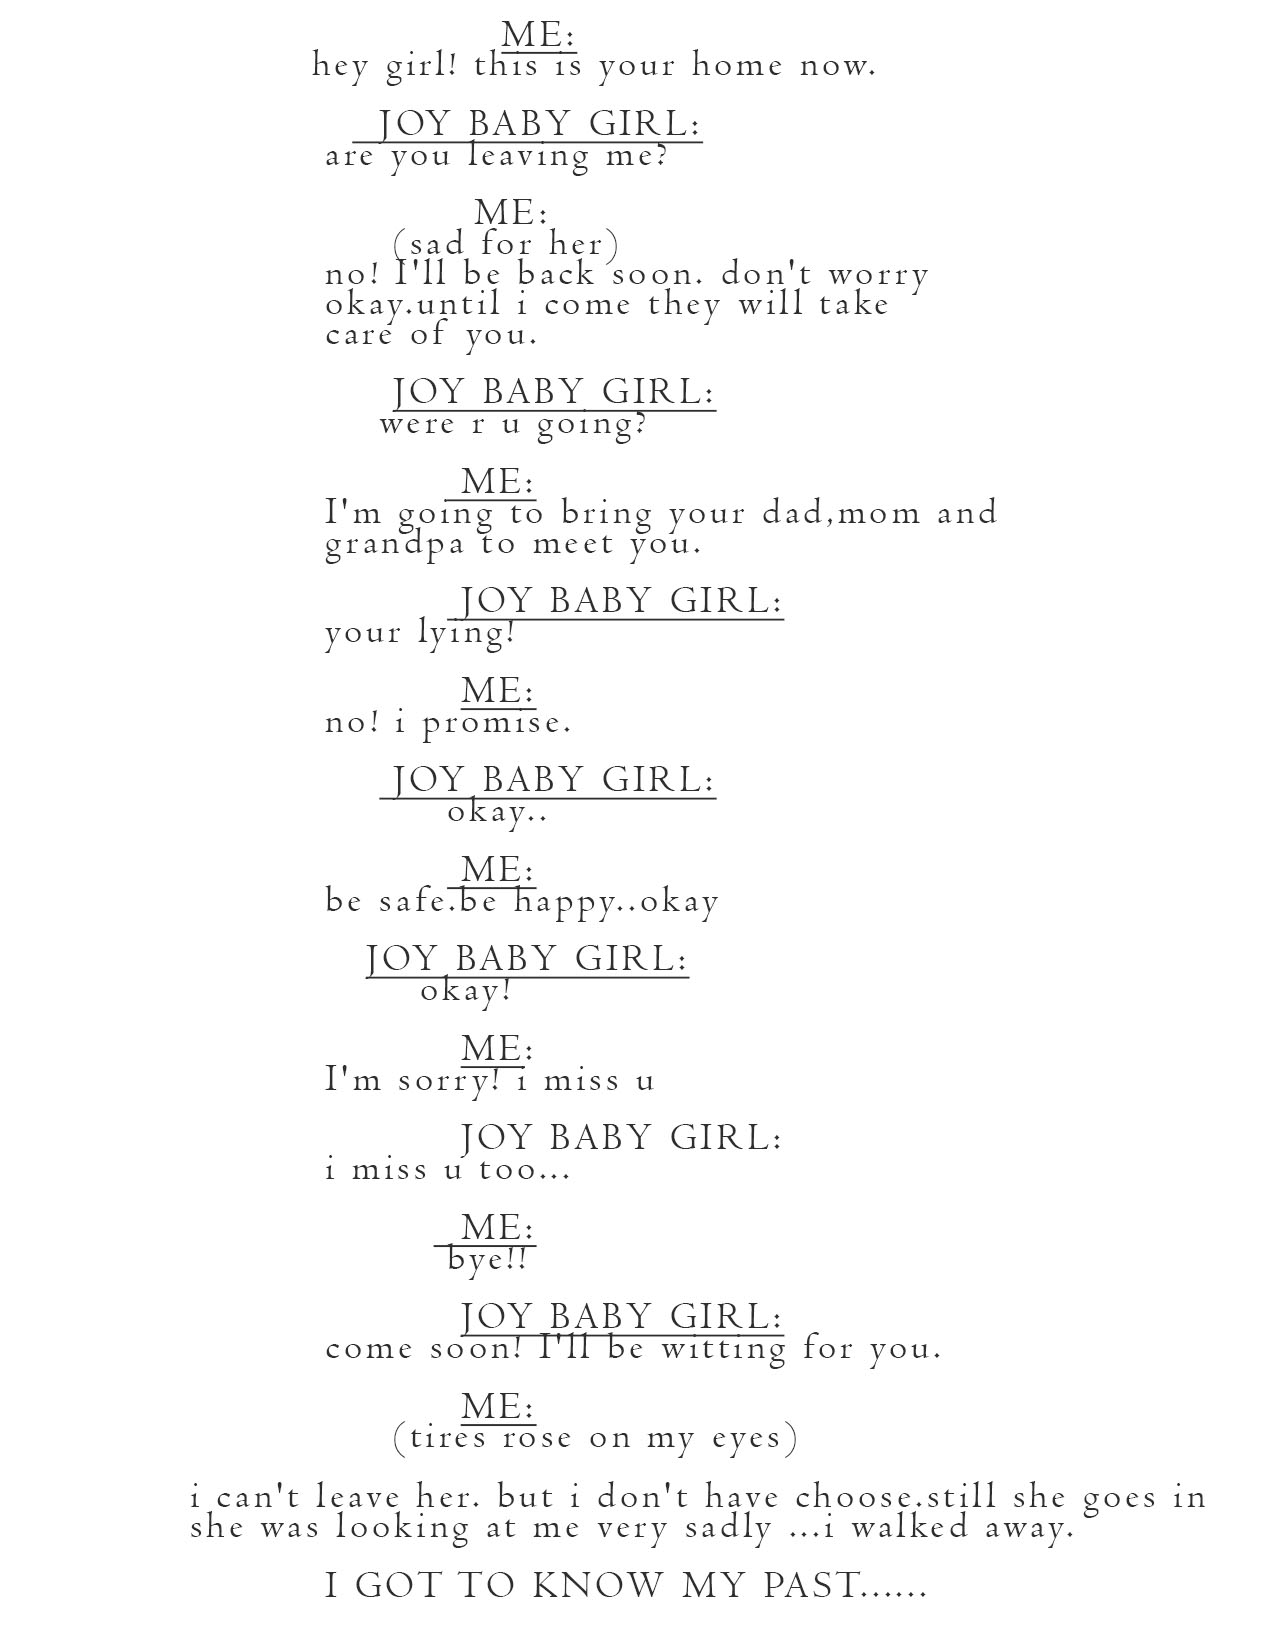 ME:
hey girl! this is your home now.
JOY BABY GIRL:
are you leaving me?
ME:
(sad for her)
no! I'll be back soon. don't worry
okay.until i come they will take
care of you.
JOY BABY GIRL:
were r u going?
ME:
I'm going to bring your dad,mom and
grandpa to meet you.
JOY BABY GIRL:
your lying!
ME:
no! i promise.
JOY BABY GIRL:
okay..
ME:
be safe.be happy..okay
JOY BABY GIRL:
okay!
ME:
I'm sorry! i miss u
JOY BABY GIRL:
i miss u too...
ME:
bye!!
JOY BABY GIRL:
come soon! I'll be witting for you.
ME:
(tires rose on my eyes)
i can't leave her. but i don't have choose.still she goes in
she was looking at me very sadly ...i walked away.
I GOT TO KNOW MY PAST......